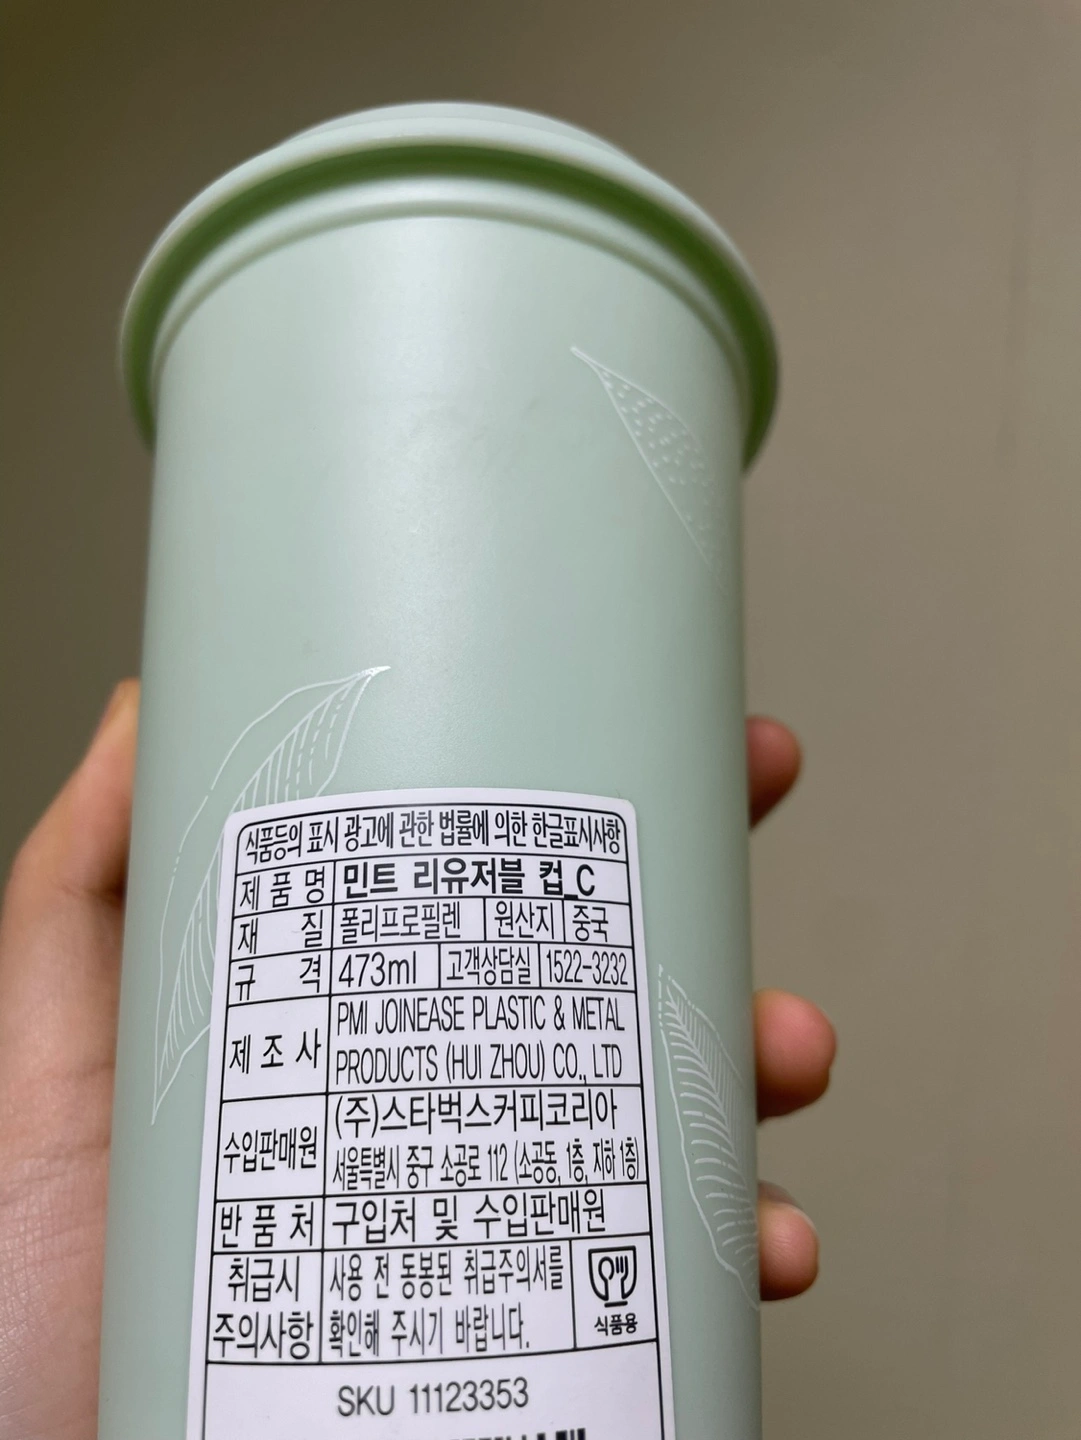 식품등의 표시 광고에 관한 법률에 의한 한글표시사항
제 품 명 민트 리유저블 컵_C
재 질 폴리프로필렌 원산지 중국
규 격 473ml 고객상담실 1522-3232
제 조 사 PMI JOINEASE PLASTIC & METAL
PRODUCTS (HUI ZHOU) CO., LTD
수입판매원 (주)스타벅스커피코리아
서울특별시 중구 소공로 112 (소공동, 1층, 지하 1층)
반 품 처 구입처 및 수입판매원
취급시 주의사항 사용 전 동봉된 취급주의서를
확인해 주시기 바랍니다.
식품용
SKU 11123353